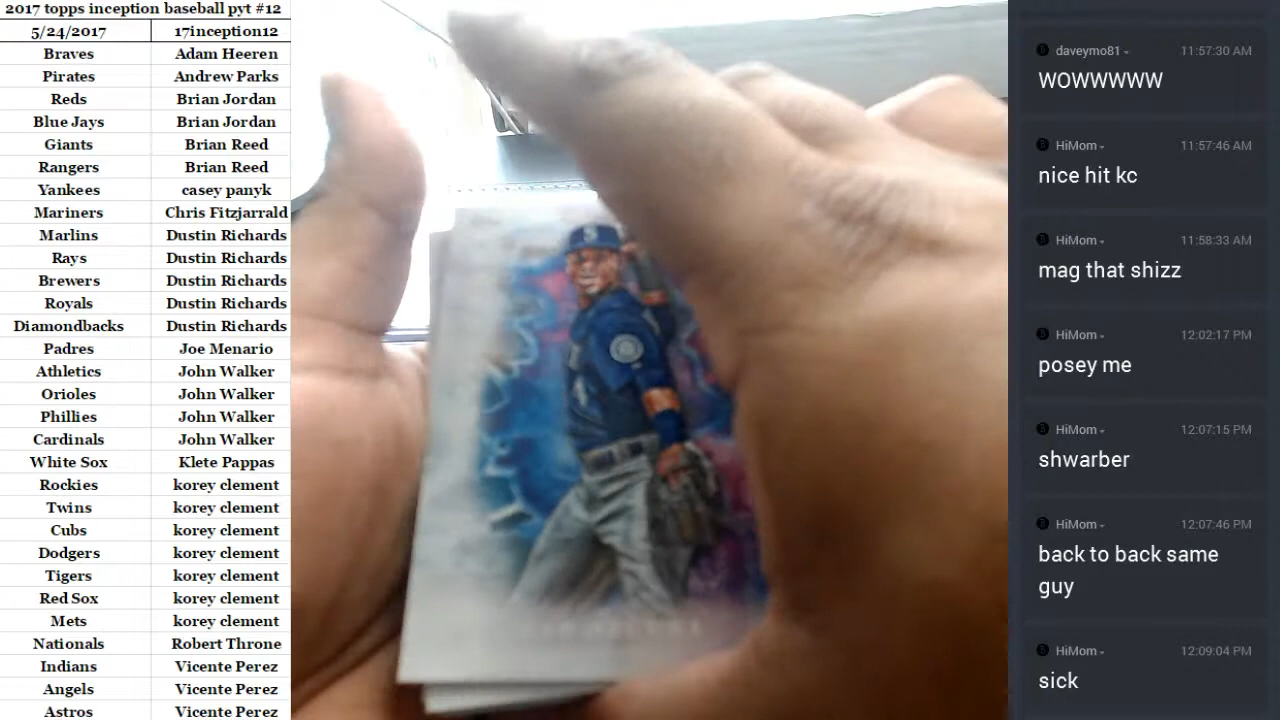 2017 topps inception baseball pyt #12
5/24/2017 17inception12
Braves Adam Heeren
Pirates Andrew Parks
Reds Brian Jordan
Blue Jays Brian Jordan
Giants Brian Reed
Rangers Brian Reed
Yankees casey panyk
Mariners Chris Fitzjarrald
Marlins Dustin Richards
Rays Dustin Richards
Brewers Dustin Richards
Royals Dustin Richards
Diamondbacks Dustin Richards
Padres Joe Menario
Athletics John Walker
Orioles John Walker
Phillies John Walker
Cardinals John Walker
White Sox Klete Pappas
Rockies korey clement
Twins korey clement
Cubs korey clement
Dodgers korey clement
Tigers korey clement
Red Sox korey clement
Mets korey clement
Nationals Robert Throne
Indians Vicente Perez
Angels Vicente Perez
Astros Vicente Perez
S
daveymo81 11:57:30 AM
WOWWWWW
HiMom 11:57:46 AM
nice hit kc
HiMom 11:58:33 AM
mag that shizz
HiMom 12:02:17 PM
posey me
HiMom 12:07:15 PM
shwarber
HiMom 12:07:46 PM
back to back same
guy
HiMom 12:09:04 PM
sick